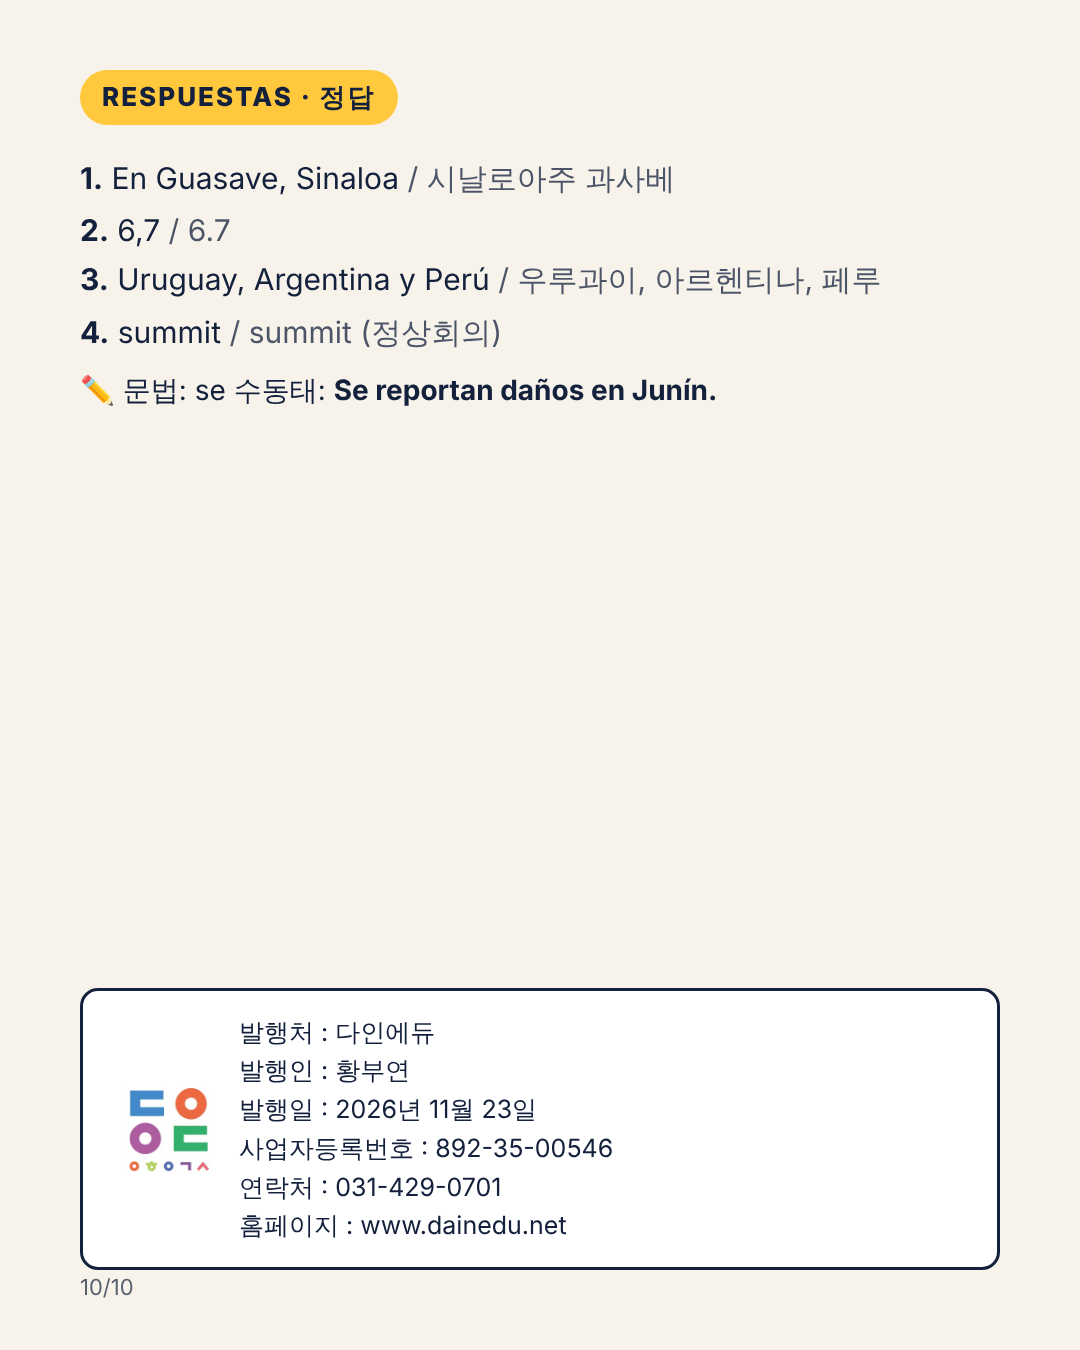 RESPUESTAS · 정답
1. En Guasave, Sinaloa / 시날로아주 과사베
2. 6,7 / 6.7
3. Uruguay, Argentina y Perú / 우루과이, 아르헨티나, 페루
4. summit / summit (정상회의)
✏️ 문법: se 수동태: Se reportan daños en Junín.
발행처 : 다인에듀
발행인 : 황부연
발행일 : 2026년 11월 23일
사업자등록번호 : 892-35-00546
연락처 : 031-429-0701
홈페이지 : www.dainedu.net
10/10